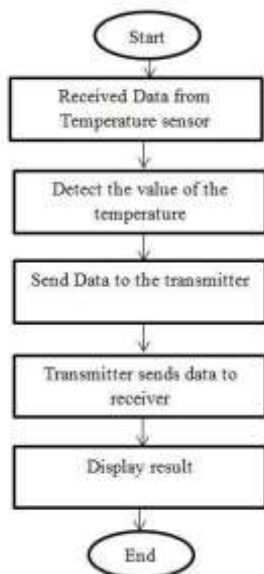 Start
Received Data from
Temperature sensor
Detect the value of the
temperature
Send Data to the transmitter
Transmitter sends data to
receiver
Display result
End